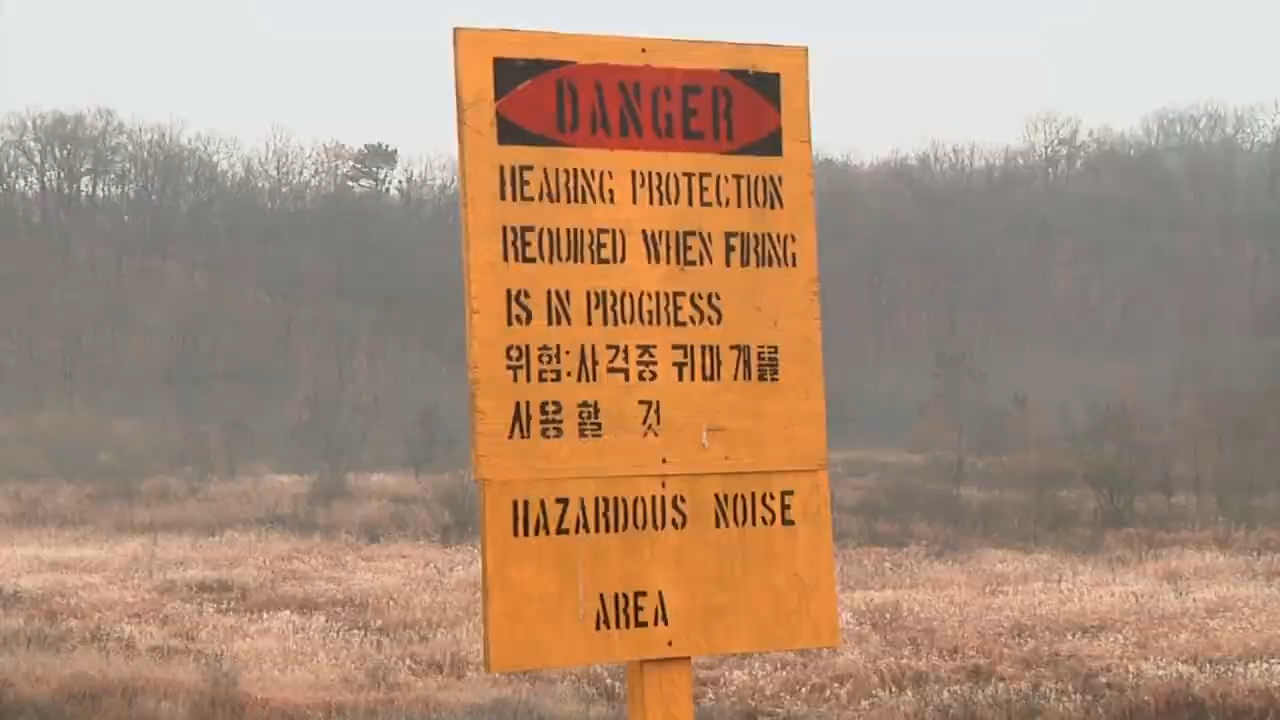 DANGER
HEARING PROTECTION
REQUIRED WHEN FIRING
IS IN PROGRESS
위험:사격중 귀마개를
사용할 것
HAZARDOUS NOISE
AREA